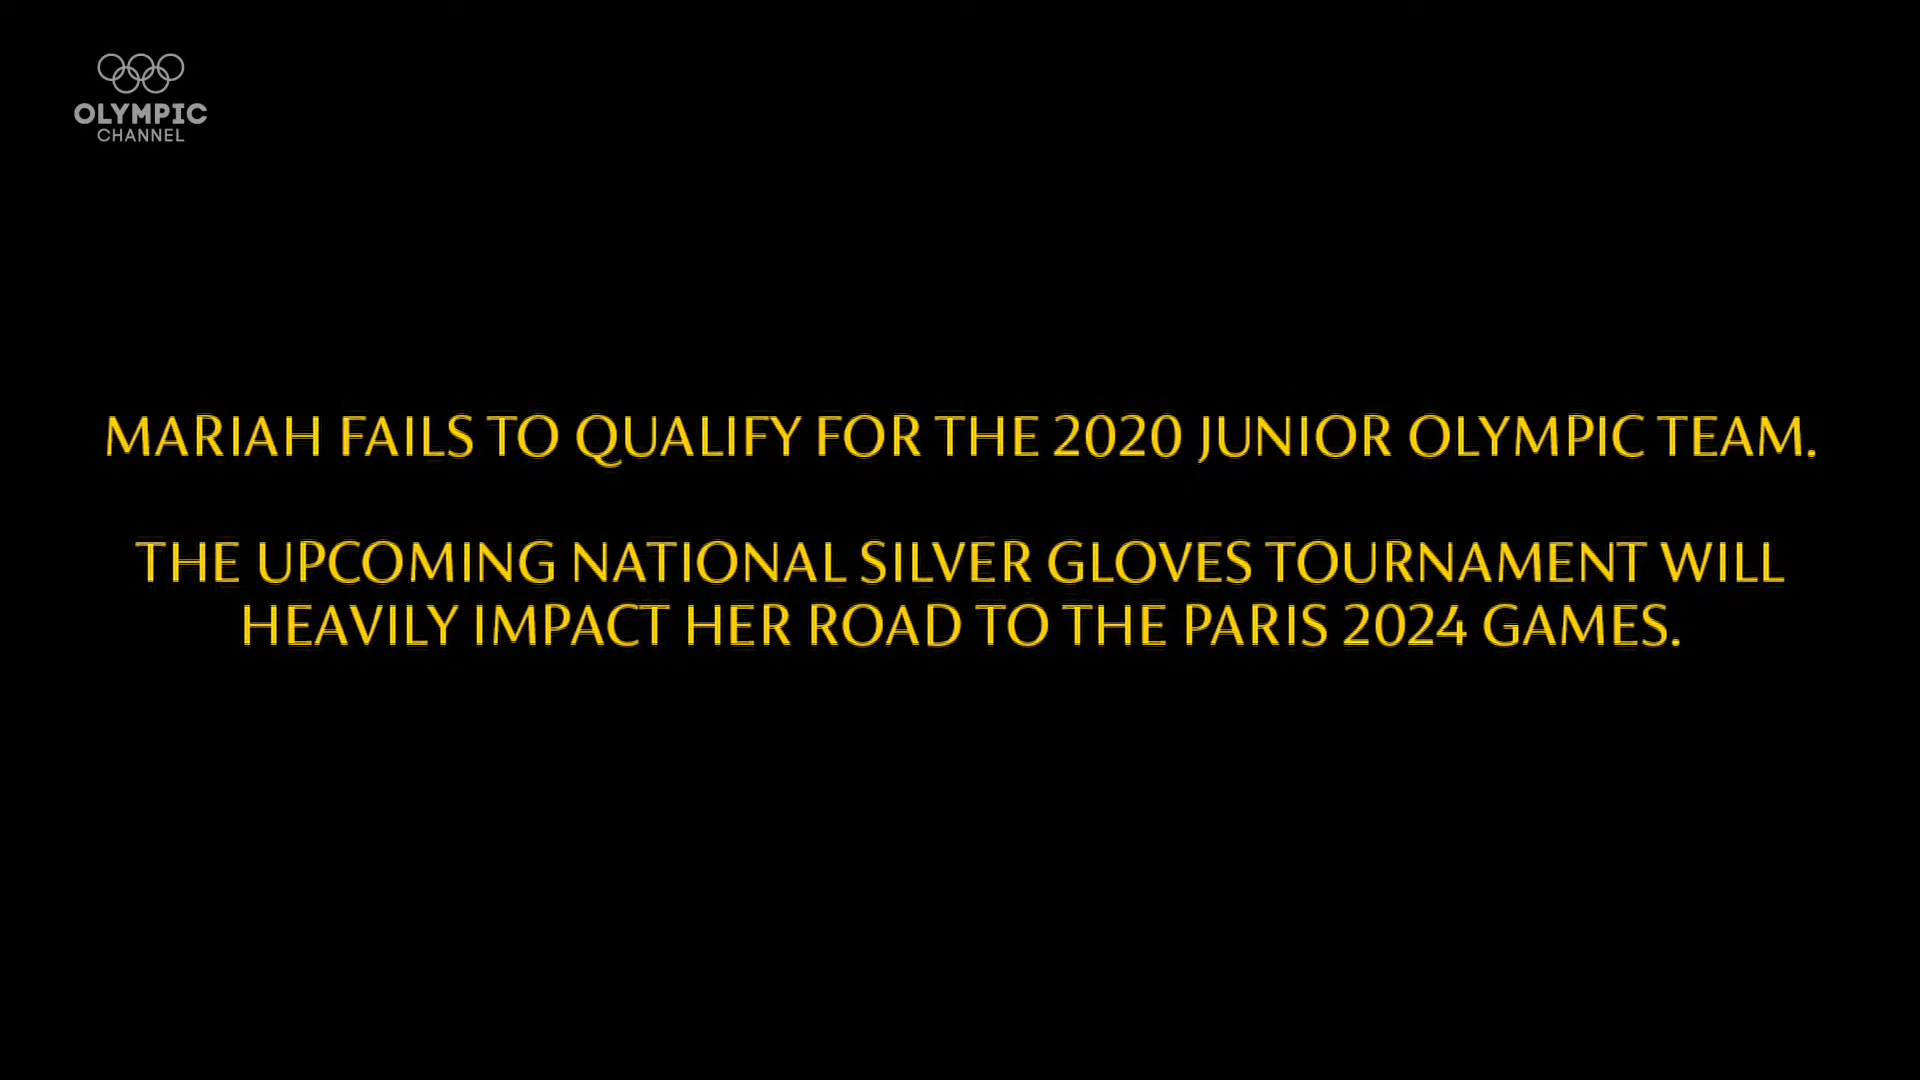 OLYMPIC
CHANNEL
MARIAH FAILS TO QUALIFY FOR THE 2020 JUNIOR OLYMPIC TEAM.
THE UPCOMING NATIONAL SILVER GLOVES TOURNAMENT WILL
HEAVILY IMPACT HER ROAD TO THE PARIS 2024 GAMES.